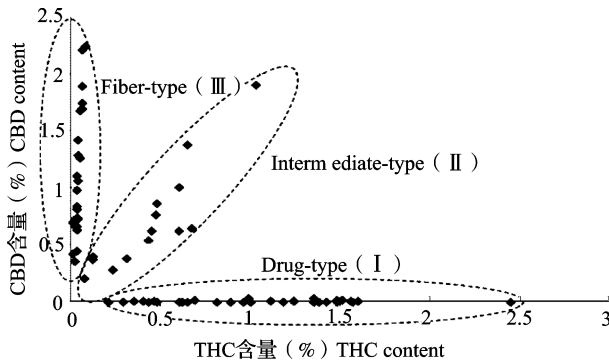 2.5
2
1.5
1
0.5
0
CBD含量(%) CBD content
Fiber-type(Ⅲ)
Interm ediate-type(Ⅱ)
Drug-type(Ⅰ)
0
0.5
1
1.5
2
2.5
3
THC含量(%) THC content